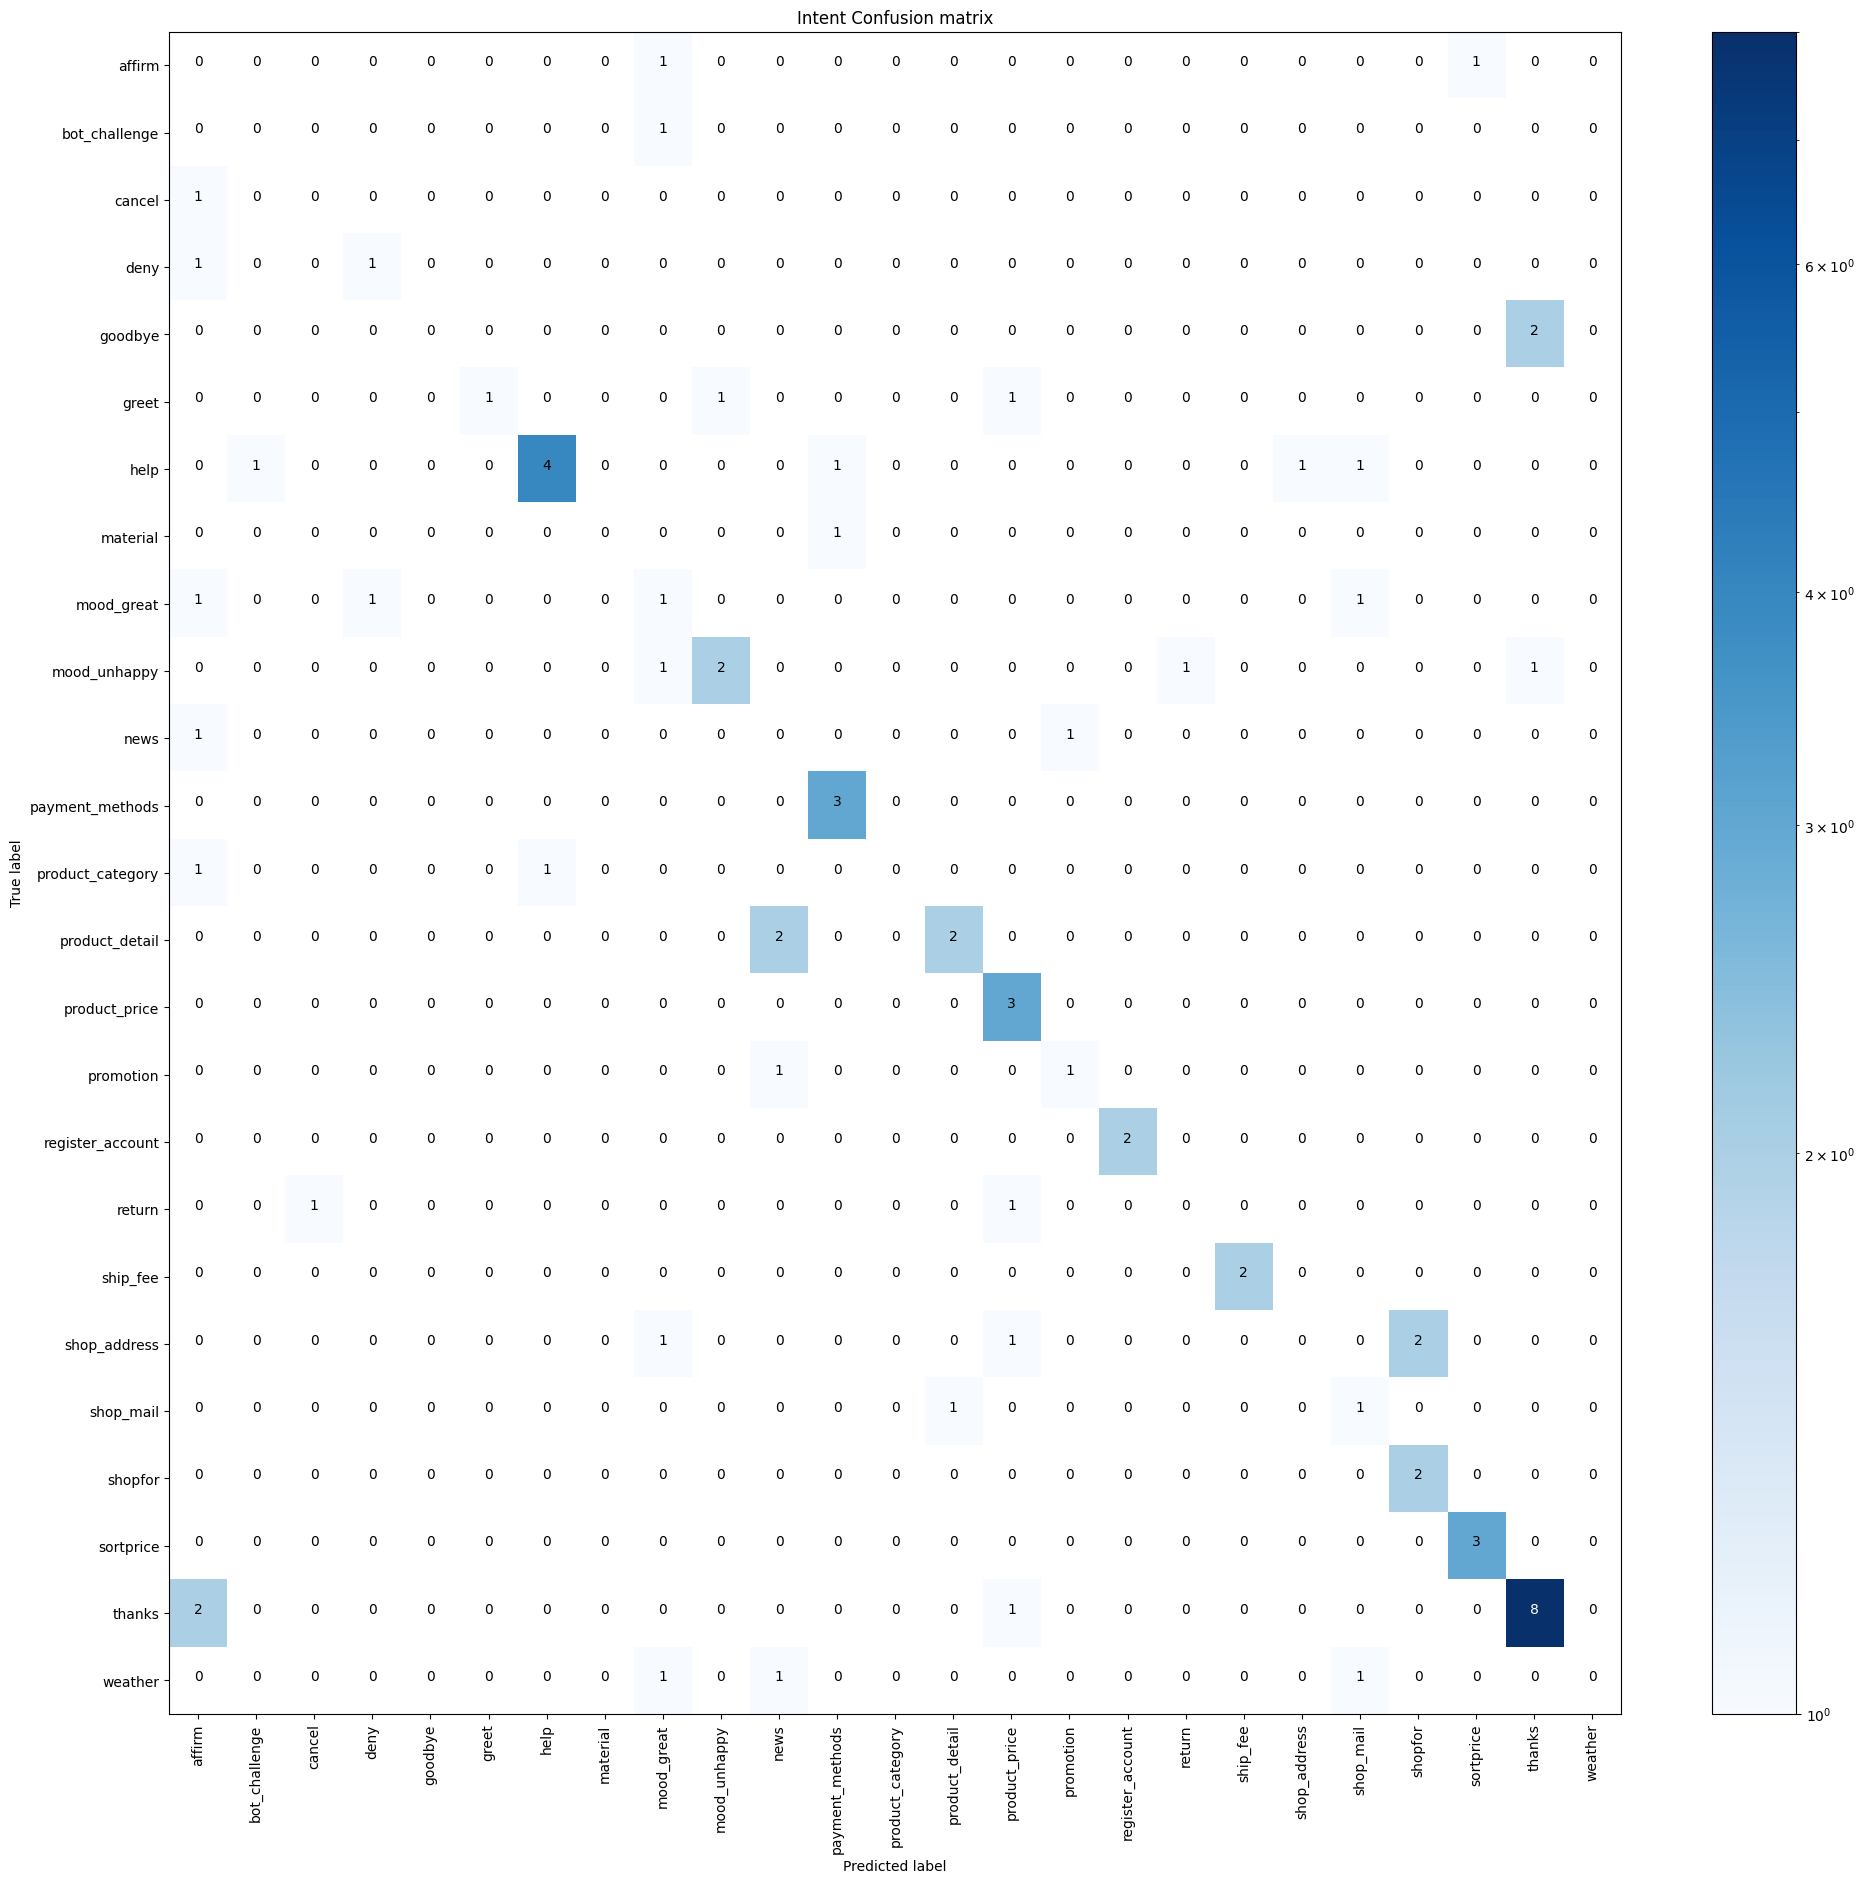 Intent Confusion matrix
affirm 0 0 0 0 0 0 0 0 1 0 0 0 0 0 0 0 0 0 0 0 0 0 1 0 0
bot_challenge 0 0 0 0 0 0 0 0 1 0 0 0 0 0 0 0 0 0 0 0 0 0 0 0 0
cancel 1 0 0 0 0 0 0 0 0 0 0 0 0 0 0 0 0 0 0 0 0 0 0 0 0
deny 1 0 0 1 0 0 0 0 0 0 0 0 0 0 0 0 0 0 0 0 0 0 0 0 0
6 × 10⁰
goodbye 0 0 0 0 0 0 0 0 0 0 0 0 0 0 0 0 0 0 0 0 0 0 0 2 0
greet 0 0 0 0 0 1 0 0 0 1 0 0 0 0 1 0 0 0 0 0 0 0 0 0 0
help 0 1 0 0 0 0 4 0 0 0 0 1 0 0 0 0 0 0 0 1 1 0 0 0 0
material 0 0 0 0 0 0 0 0 0 0 0 1 0 0 0 0 0 0 0 0 0 0 0 0 0
4 × 10⁰
mood_great 1 0 0 1 0 0 0 0 1 0 0 0 0 0 0 0 0 0 0 0 1 0 0 0 0
mood_unhappy 0 0 0 0 0 0 0 0 1 2 0 0 0 0 0 0 0 1 0 0 0 0 0 1 0
news 1 0 0 0 0 0 0 0 0 0 0 0 0 0 0 1 0 0 0 0 0 0 0 0 0
payment_methods 0 0 0 0 0 0 0 0 0 0 0 3 0 0 0 0 0 0 0 0 0 0 0 0 0
3 × 10⁰
True label
product_category 1 0 0 0 0 0 1 0 0 0 0 0 0 0 0 0 0 0 0 0 0 0 0 0 0
product_detail 0 0 0 0 0 0 0 0 0 0 2 0 0 2 0 0 0 0 0 0 0 0 0 0 0
product_price 0 0 0 0 0 0 0 0 0 0 0 0 0 0 3 0 0 0 0 0 0 0 0 0 0
promotion 0 0 0 0 0 0 0 0 0 0 1 0 0 0 0 1 0 0 0 0 0 0 0 0 0
register_account 0 0 0 0 0 0 0 0 0 0 0 0 0 0 0 0 2 0 0 0 0 0 0 0 0
2 × 10⁰
return 0 0 1 0 0 0 0 0 0 0 0 0 0 0 1 0 0 0 0 0 0 0 0 0 0
ship_fee 0 0 0 0 0 0 0 0 0 0 0 0 0 0 0 0 0 0 2 0 0 0 0 0 0
shop_address 0 0 0 0 0 0 0 0 1 0 0 0 0 0 1 0 0 0 0 0 0 2 0 0 0
shop_mail 0 0 0 0 0 0 0 0 0 0 0 0 0 1 0 0 0 0 0 0 1 0 0 0 0
shopfor 0 0 0 0 0 0 0 0 0 0 0 0 0 0 0 0 0 0 0 0 0 2 0 0 0
sortprice 0 0 0 0 0 0 0 0 0 0 0 0 0 0 0 0 0 0 0 0 0 0 3 0 0
thanks 2 0 0 0 0 0 0 0 0 0 0 0 0 0 1 0 0 0 0 0 0 0 0 8 0
weather 0 0 0 0 0 0 0 0 1 0 1 0 0 0 0 0 0 0 0 0 1 0 0 0 0
10⁰
affirm
bot_challenge
cancel
deny
goodbye
greet
help
material
mood_great
mood_unhappy
news
payment_methods
product_category
product_detail
product_price
promotion
register_account
return
ship_fee
shop_address
shop_mail
shopfor
sortprice
thanks
weather
Predicted label